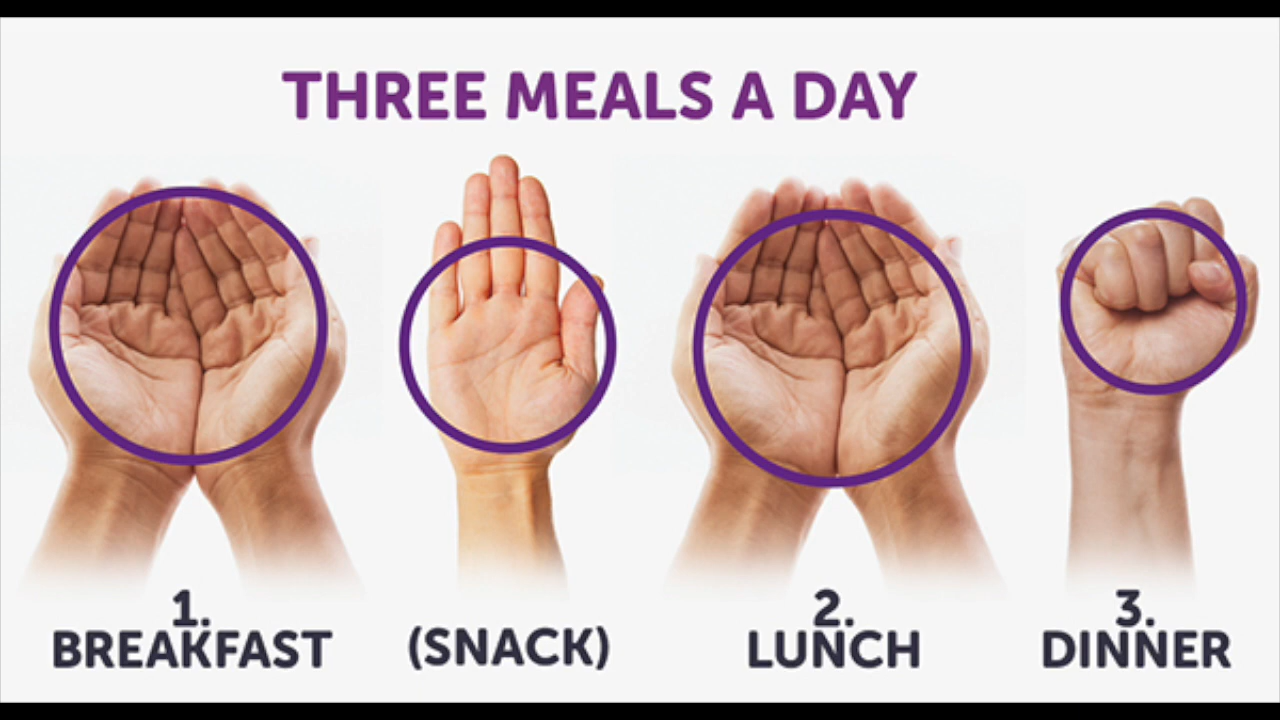 THREE MEALS A DAY
1.
BREAKFAST
(SNACK)
2.
LUNCH
3.
DINNER